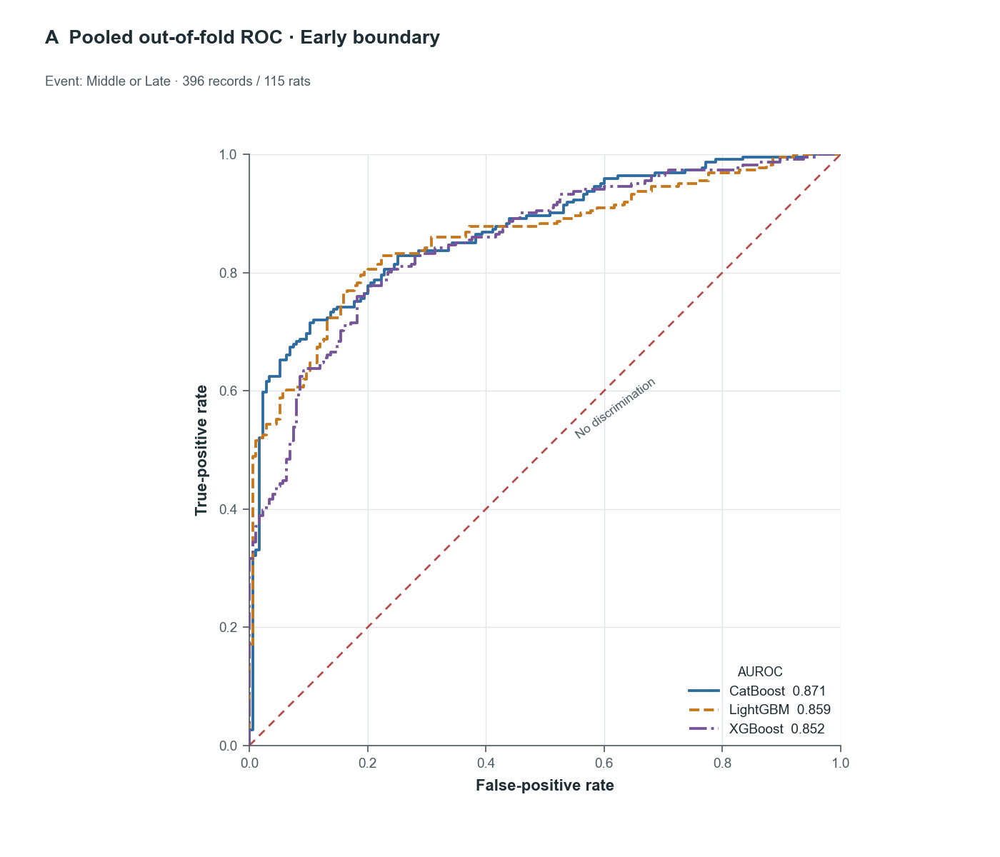 A  Pooled out-of-fold ROC · Early boundary
Event: Middle or Late · 396 records / 115 rats
1.0
0.8
0.6
0.4
0.2
0.0
True-positive rate
No discrimination
AUROC
CatBoost  0.871
LightGBM  0.859
XGBoost  0.852
0.0  0.2  0.4  0.6  0.8  1.0
False-positive rate